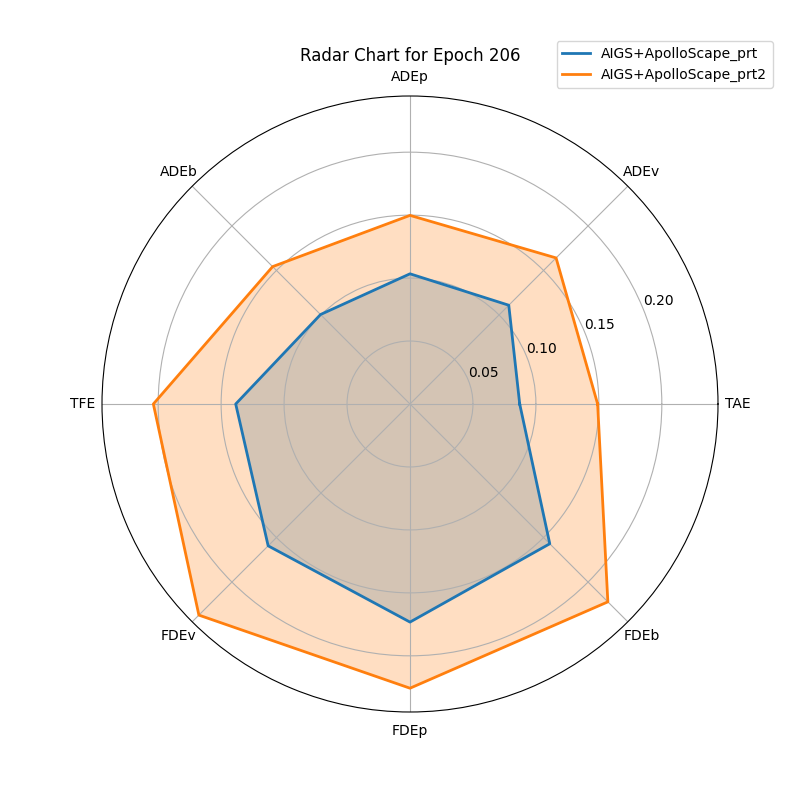 Radar Chart for Epoch 206
AIGS+ApolloScape_prt
AIGS+ApolloScape_prt2
ADEp
ADEb
ADEv
0.20
0.15
0.10
0.05
TFE
TAE
FDEv
FDEb
FDEp